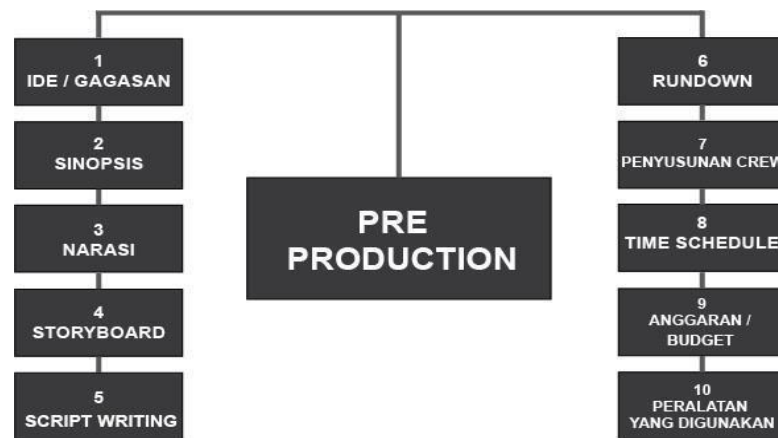 1
IDE / GAGASAN
2
SINOPSIS
3
NARASI
4
STORYBOARD
5
SCRIPT WRITING
PRE
PRODUCTION
6
RUNDOWN
7
PENYUSUNAN CREW
8
TIME SCHEDULE
9
ANGGARAN /
BUDGET
10
PERALATAN
YANG DIGUNAKAN